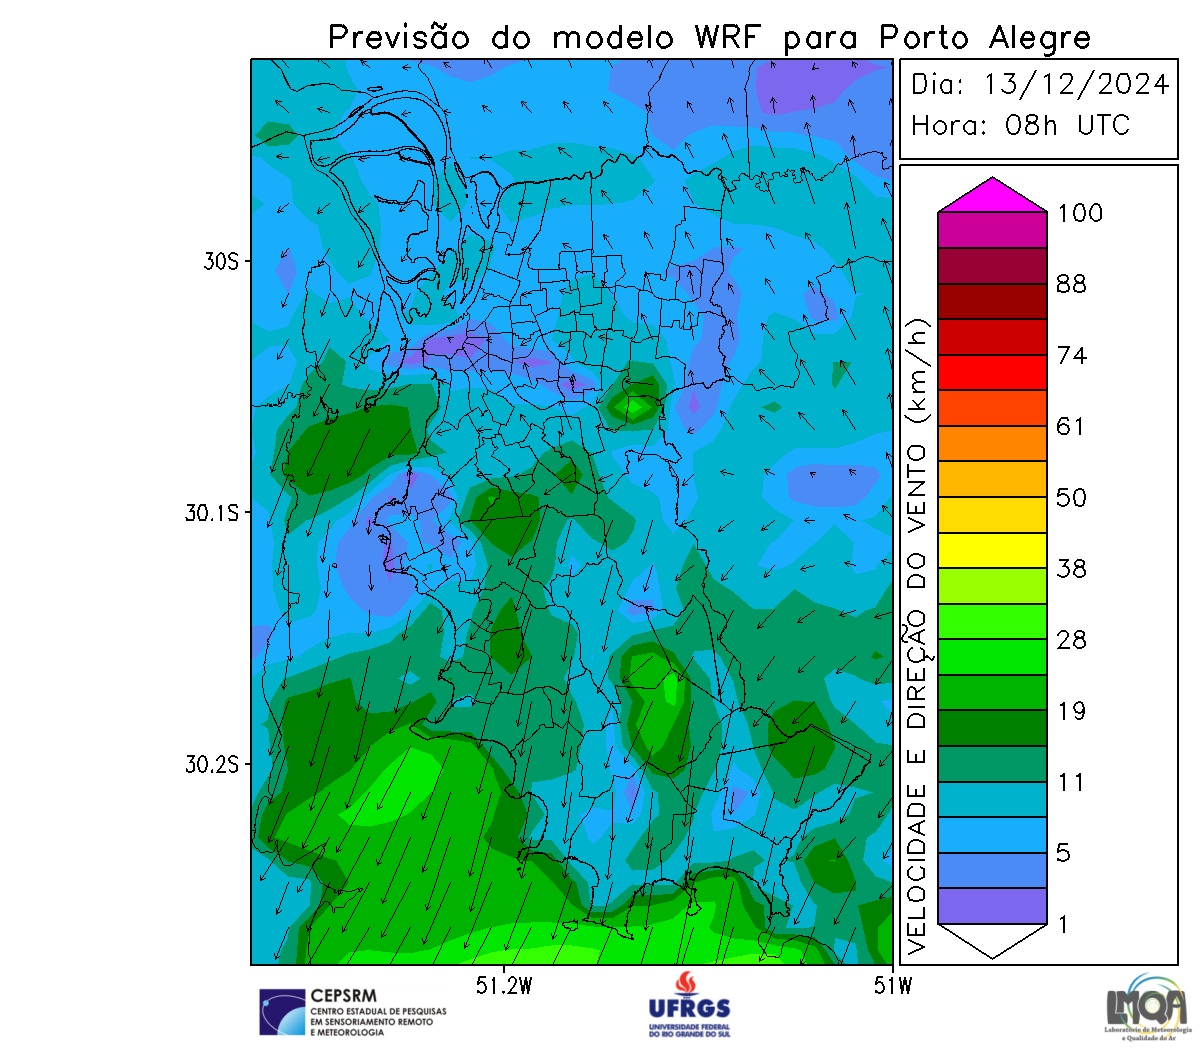 Previsão do modelo WRF para Porto Alegre
Dia: 13/12/2024
Hora: 08h UTC
30S
30.1S
30.2S
51.2W
51W
VELOCIDADE E DIREÇÃO DO VENTO (km/h)
100
88
74
61
50
38
28
19
11
5
1
CEPSRM
CENTRO ESTADUAL DE PESQUISAS
EM SENSORIAMENTO REMOTO
E METEOROLOGIA
UFRGS
UNIVERSIDADE FEDERAL
DO RIO GRANDE DO SUL
LMQA
Laboratório de Meteorologia
e Qualidade do Ar